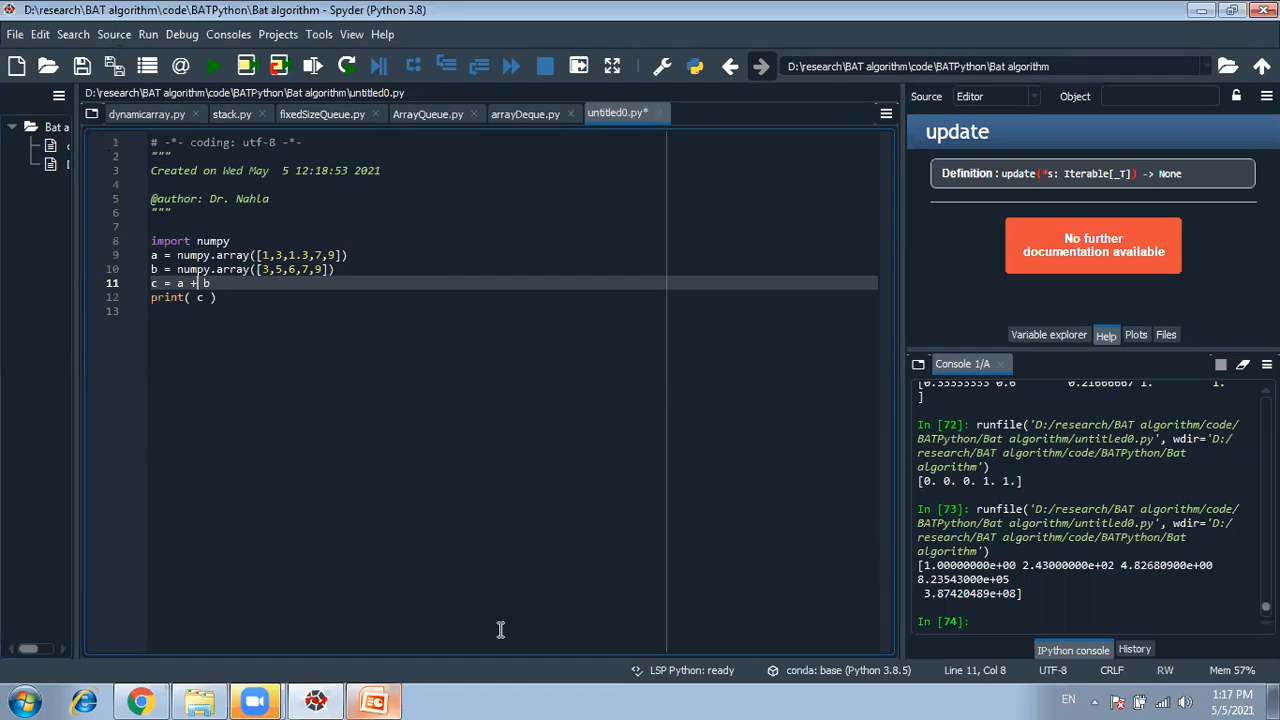 D:\research\BAT algorithm\code\BATPython\Bat algorithm - Spyder (Python 3.8)
File Edit Search Source Run Debug Consoles Projects Tools View Help
D:\research\BAT algorithm\code\BATPython\Bat algorithm
D:\research\BAT algorithm\code\BATPython\Bat algorithm\untitled0.py
Source Editor Object
dynamicarray.py stack.py fixedSizeQueue.py ArrayQueue.py arrayDeque.py untitled0.py*
Bat a
1 # -*- coding: utf-8 -*-
2 """
3 Created on Wed May  5 12:18:53 2021
4
5 @author: Dr. Nahla
6 """
7
8 import numpy
9 a = numpy.array([1,3,1.3,7,9])
10 b = numpy.array([3,5,6,7,9])
11 c = a + b
12 print( c )
13
update
Definition : update(*s: Iterable[_T]) -> None
No further
documentation available
Variable explorer Help Plots Files
Console 1/A
[0.33333333 0.6 0.21666667 1. 1.
]
In [72]: runfile('D:/research/BAT algorithm/code/
BATPython/Bat algorithm/untitled0.py', wdir='D:/
research/BAT algorithm/code/BATPython/Bat
algorithm')
[0. 0. 0. 1. 1.]
In [73]: runfile('D:/research/BAT algorithm/code/
BATPython/Bat algorithm/untitled0.py', wdir='D:/
research/BAT algorithm/code/BATPython/Bat
algorithm')
[1.00000000e+00 2.43000000e+02 4.82680900e+00
8.23543000e+05
3.87420489e+08]
In [74]:
IPython console History
LSP Python: ready conda: base (Python 3.8.5) Line 11, Col 8 UTF-8 CRLF RW Mem 57%
EN
1:17 PM
5/5/2021